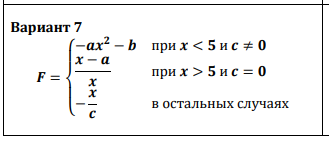 Вариант 7
F = { −ax² − b при x < 5 и c ≠ 0
(x − a) / x при x > 5 и c = 0
−x / c в остальных случаях